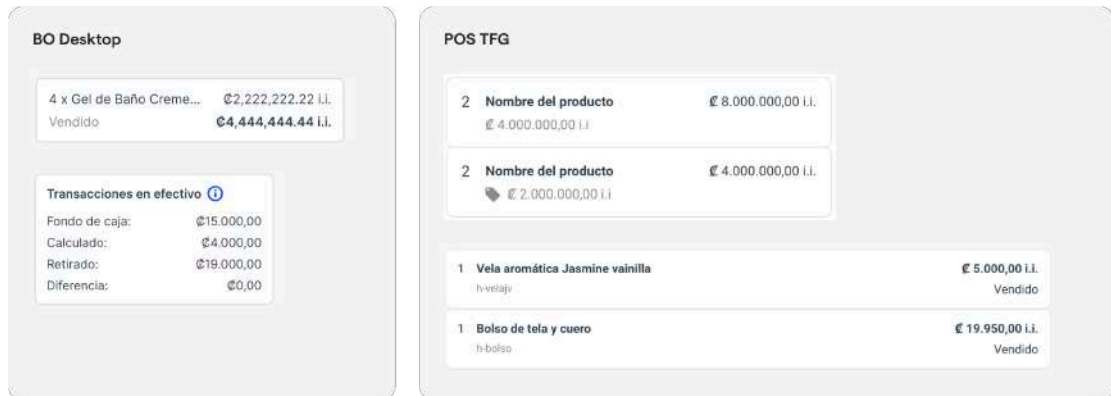 BO Desktop
4 x Gel de Baño Creme... ₡2,222,222.22 i.i.
Vendido ₡4,444,444.44 i.i.
Transacciones en efectivo
Fondo de caja: ₡15.000,00
Calculado: ₡4.000,00
Retirado: ₡19.000,00
Diferencia: ₡0,00
POS TFG
2 Nombre del producto ₡ 8.000.000,00 i.i.
₡ 4.000.000,00 i.i
2 Nombre del producto ₡ 4.000.000,00 i.i.
₡ 2.000.000,00 i.i
1 Vela aromática Jasmine vainilla ₡ 5.000,00 i.i.
h-velajv Vendido
1 Bolso de tela y cuero ₡ 19.950,00 i.i.
h-bolso Vendido